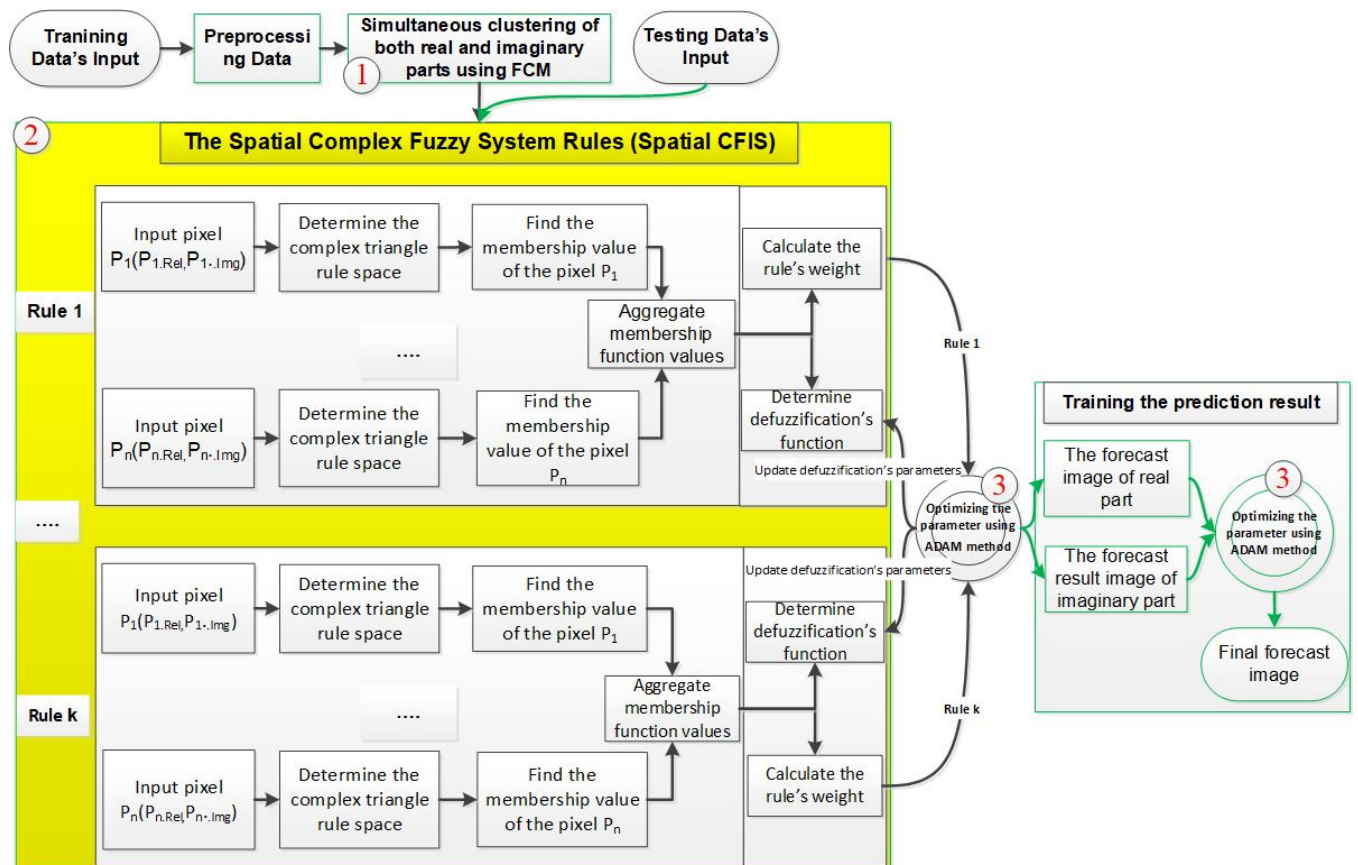 Tranining
Data's Input
Preprocessi
ng Data
Simultaneous clustering of
both real and imaginary
parts using FCM
1
Testing Data's
Input
2
The Spatial Complex Fuzzy System Rules (Spatial CFIS)
Rule 1
Input pixel
P1(P1.Rel,P1-.Img)
Determine the
complex triangle
rule space
Find the
membership value
of the pixel P1
Calculate the
rule's weight
....
Aggregate
membership
function values
Rule 1
Input pixel
Pn(Pn.Rel,Pn-.Img)
Determine the
complex triangle
rule space
Find the
membership
value of the pixel
Pn
Determine
defuzzification's
function
Update defuzzification's parameters
....
3
Optimizing the
parameter using
ADAM method
Update defuzzification's parameters
Training the prediction result
The forecast
image of real
part
The forecast
result image of
imaginary part
3
Optimizing the
parameter using
ADAM method
Final forecast
image
Rule k
Input pixel
P1(P1.Rel,P1-.Img)
Determine the
complex triangle
rule space
Find the
membership value
of the pixel P1
Determine
defuzzification's
function
....
Aggregate
membership
function values
Rule k
Input pixel
Pn(Pn.Rel,Pn-.Img)
Determine the
complex triangle
rule space
Find the
membership value
of the pixel Pn
Calculate the
rule's weight